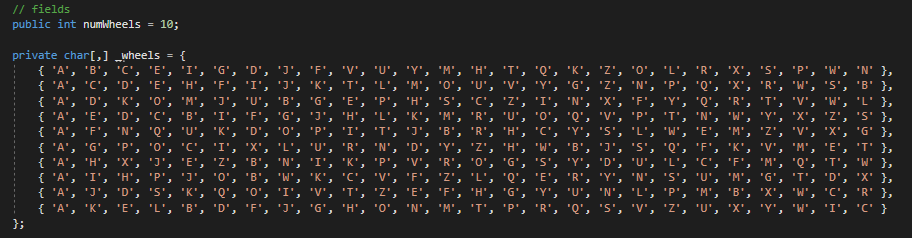 // fields
public int numWheels = 10;
private char[,] _wheels = {
{ 'A', 'B', 'C', 'E', 'I', 'G', 'D', 'J', 'F', 'V', 'U', 'Y', 'M', 'H', 'T', 'Q', 'K', 'Z', 'O', 'L', 'R', 'X', 'S', 'P', 'W', 'N' },
{ 'A', 'C', 'D', 'E', 'H', 'F', 'I', 'J', 'K', 'T', 'L', 'M', 'O', 'U', 'V', 'Y', 'G', 'Z', 'N', 'P', 'Q', 'X', 'R', 'W', 'S', 'B' },
{ 'A', 'D', 'K', 'O', 'M', 'J', 'U', 'B', 'G', 'E', 'P', 'H', 'S', 'C', 'Z', 'I', 'N', 'X', 'F', 'Y', 'Q', 'R', 'T', 'V', 'W', 'L' },
{ 'A', 'E', 'D', 'C', 'B', 'I', 'F', 'G', 'J', 'H', 'L', 'K', 'M', 'R', 'U', 'O', 'Q', 'V', 'P', 'T', 'N', 'W', 'Y', 'X', 'Z', 'S' },
{ 'A', 'F', 'N', 'Q', 'U', 'K', 'D', 'O', 'P', 'I', 'T', 'J', 'B', 'R', 'H', 'C', 'Y', 'S', 'L', 'W', 'E', 'M', 'Z', 'V', 'X', 'G' },
{ 'A', 'G', 'P', 'O', 'C', 'I', 'X', 'L', 'U', 'R', 'N', 'D', 'Y', 'Z', 'H', 'W', 'B', 'J', 'S', 'Q', 'F', 'K', 'V', 'M', 'E', 'T' },
{ 'A', 'H', 'X', 'J', 'E', 'Z', 'B', 'N', 'I', 'K', 'P', 'V', 'R', 'O', 'G', 'S', 'Y', 'D', 'U', 'L', 'C', 'F', 'M', 'Q', 'T', 'W' },
{ 'A', 'I', 'H', 'P', 'J', 'O', 'B', 'W', 'K', 'C', 'V', 'F', 'Z', 'L', 'Q', 'E', 'R', 'Y', 'N', 'S', 'U', 'M', 'G', 'T', 'D', 'X' },
{ 'A', 'J', 'D', 'S', 'K', 'Q', 'O', 'I', 'V', 'T', 'Z', 'E', 'F', 'H', 'G', 'Y', 'U', 'N', 'L', 'P', 'M', 'B', 'X', 'W', 'C', 'R' },
{ 'A', 'K', 'E', 'L', 'B', 'D', 'F', 'J', 'G', 'H', 'O', 'N', 'M', 'T', 'P', 'R', 'Q', 'S', 'V', 'Z', 'U', 'X', 'Y', 'W', 'I', 'C' }
};